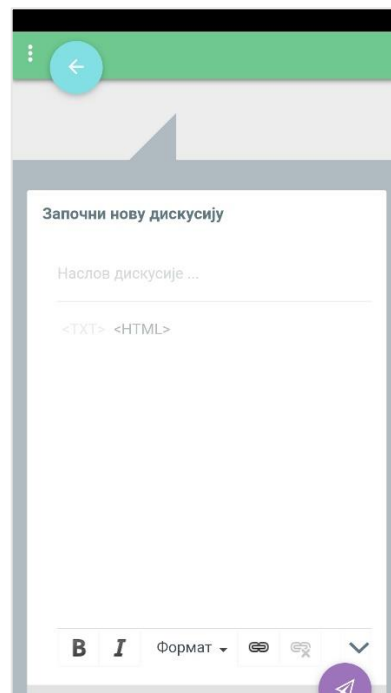 Започни нову дискусију
Наслов дискусије ...
<TXT> <HTML>
B I Формат